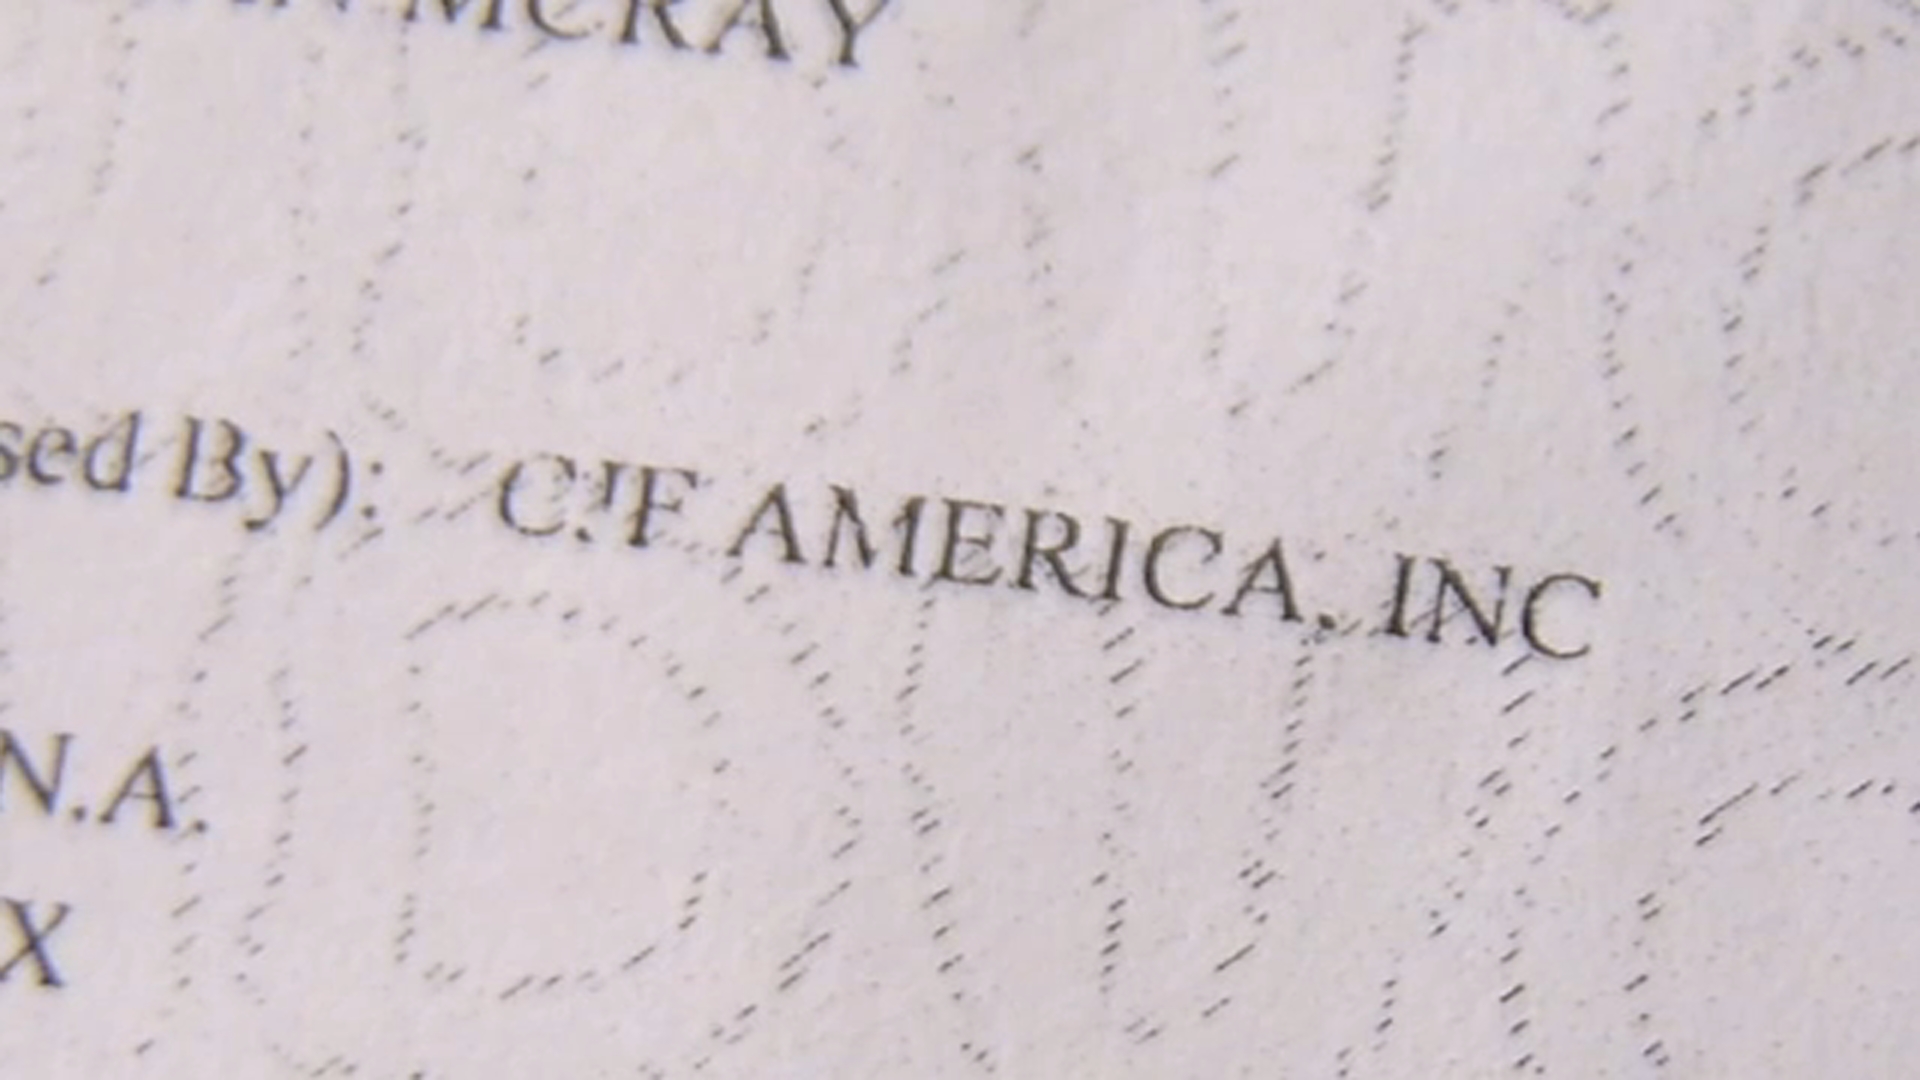 MCRAY
sed By): C.F AMERICA, INC
N.A.
X